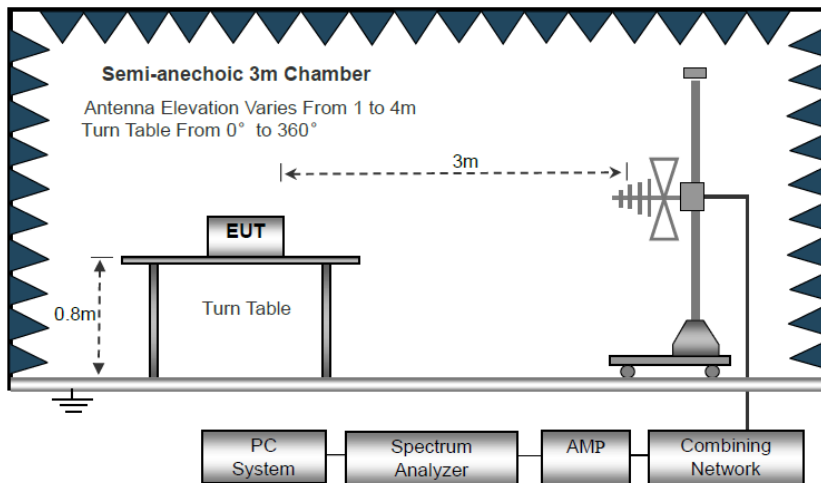 Semi-anechoic 3m Chamber
Antenna Elevation Varies From 1 to 4m
Turn Table From 0° to 360°
3m
EUT
0.8m
Turn Table
PC
System
Spectrum
Analyzer
AMP
Combining
Network